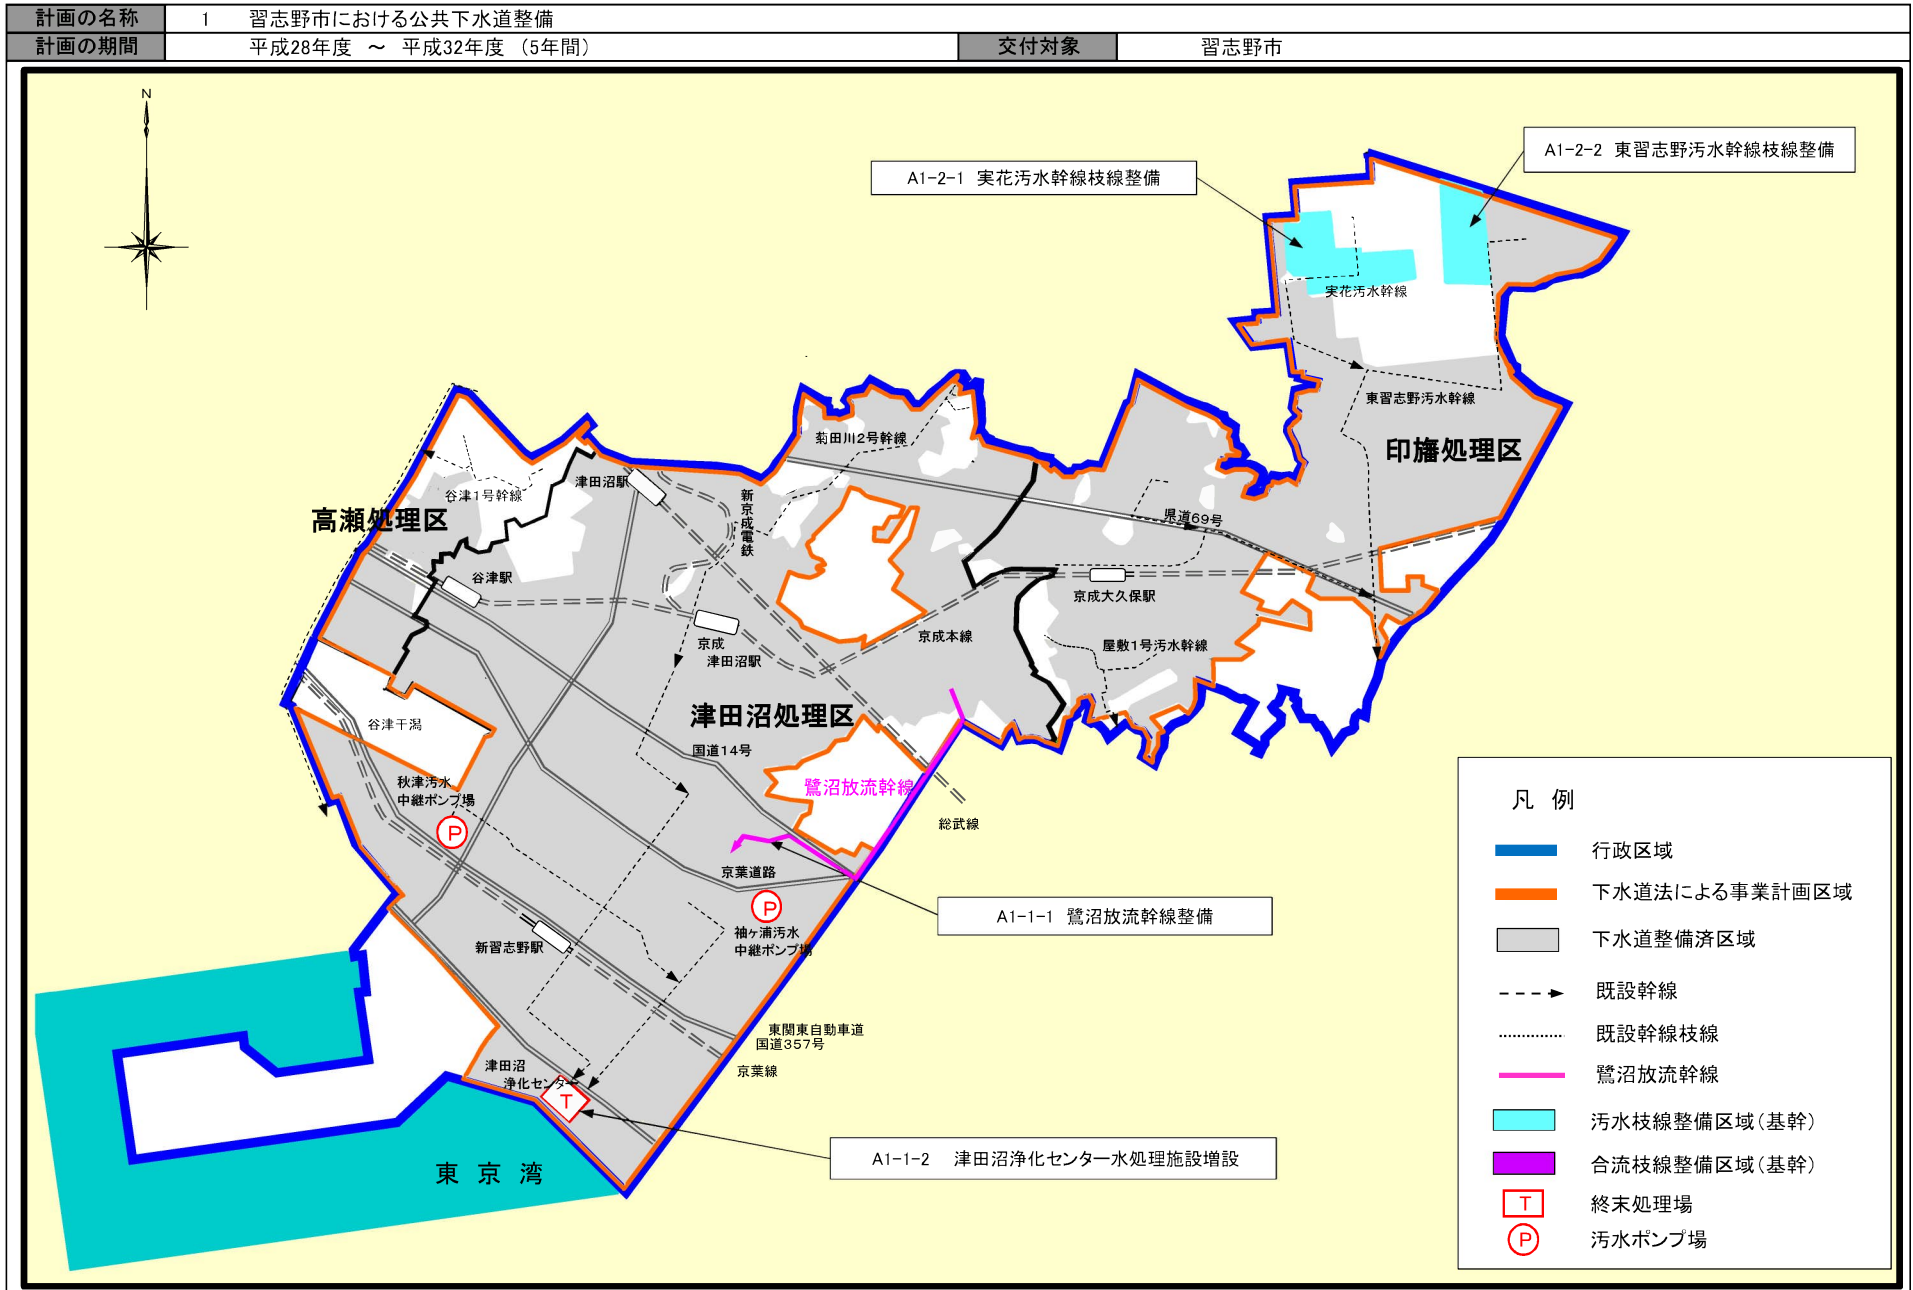 計画の名称 1 習志野市における公共下水道整備
計画の期間 平成28年度 ～ 平成32年度 （5年間） 交付対象 習志野市
N
A1-2-2 東習志野汚水幹線枝線整備
A1-2-1 実花汚水幹線枝線整備
実花汚水幹線
東習志野汚水幹線
印旛処理区
菊田川2号幹線
津田沼駅
新京成電鉄
谷津1号幹線
高瀬処理区
県道69号
谷津駅
京成大久保駅
京成本線
京成
津田沼駅
屋敷1号汚水幹線
津田沼処理区
谷津干潟
国道14号
秋津汚水
中継ポンプ場
P
鷺沼放流幹線
総武線
京葉道路
P
袖ヶ浦汚水
中継ポンプ場
A1-1-1 鷺沼放流幹線整備
新習志野駅
東関東自動車道
国道357号
京葉線
津田沼
浄化センター
T
A1-1-2 津田沼浄化センター水処理施設増設
東京湾
凡例
行政区域
下水道法による事業計画区域
下水道整備済区域
既設幹線
既設幹線枝線
鷺沼放流幹線
汚水枝線整備区域（基幹）
合流枝線整備区域（基幹）
T 終末処理場
P 汚水ポンプ場